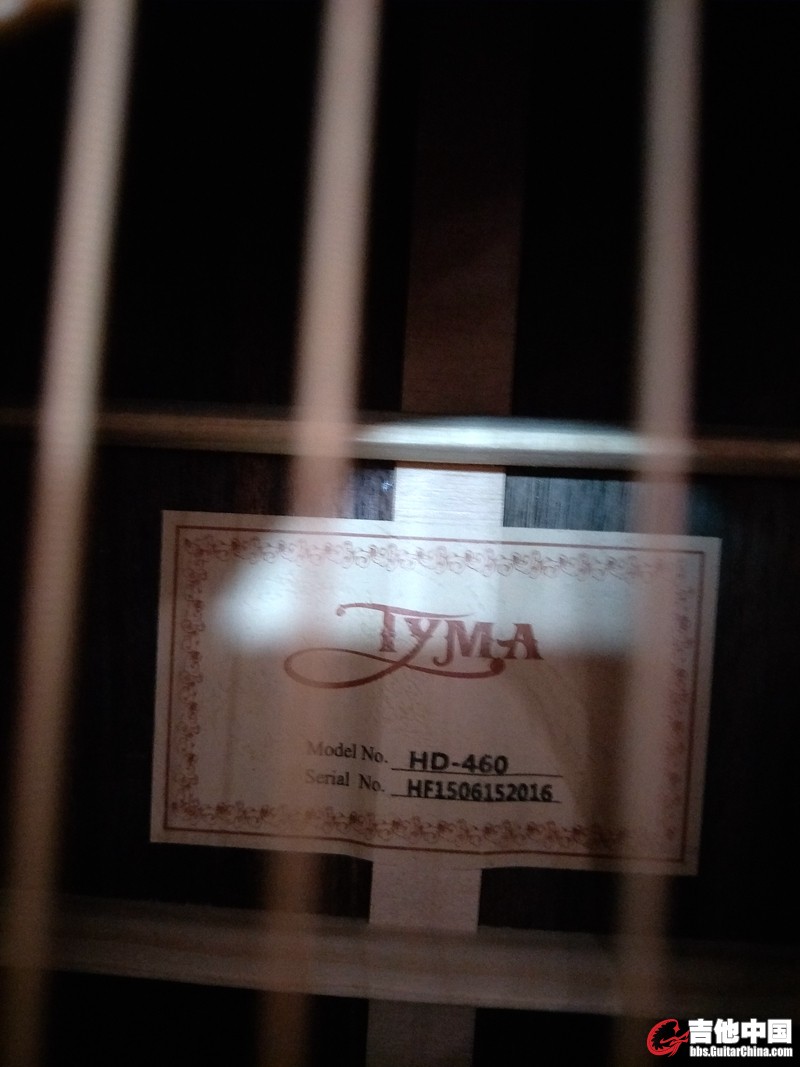 TYMA
Model No. HD-460
Serial No. HF1506152016
吉他中国
bbs.GuitarChina.com